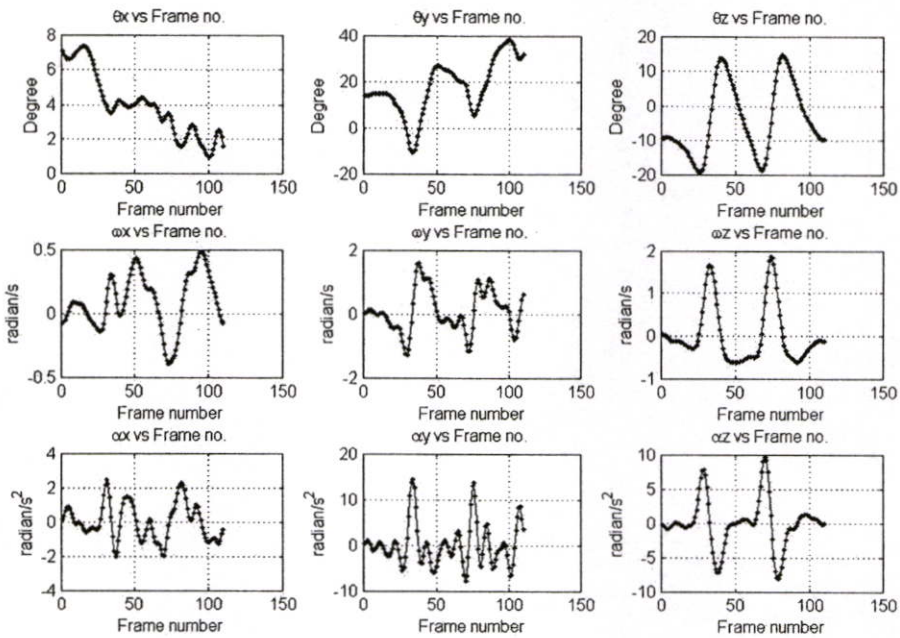 θx vs Frame no.
8
6
4
2
0
Degree
0 50 100 150
Frame number
θy vs Frame no.
40
20
0
-20
Degree
0 50 100 150
Frame number
θz vs Frame no.
20
10
0
-10
-20
Degree
0 50 100 150
Frame number
ωx vs Frame no.
0.5
0
-0.5
radian/s
0 50 100 150
Frame number
ωy vs Frame no.
2
0
-2
radian/s
0 50 100 150
Frame number
ωz vs Frame no.
2
1
0
-1
radian/s
0 50 100 150
Frame number
αx vs Frame no.
4
2
0
-2
-4
radian/s²
0 50 100 150
Frame number
αy vs Frame no.
20
10
0
-10
radian/s²
0 50 100 150
Frame number
αz vs Frame no.
10
5
0
-5
-10
radian/s²
0 50 100 150
Frame number